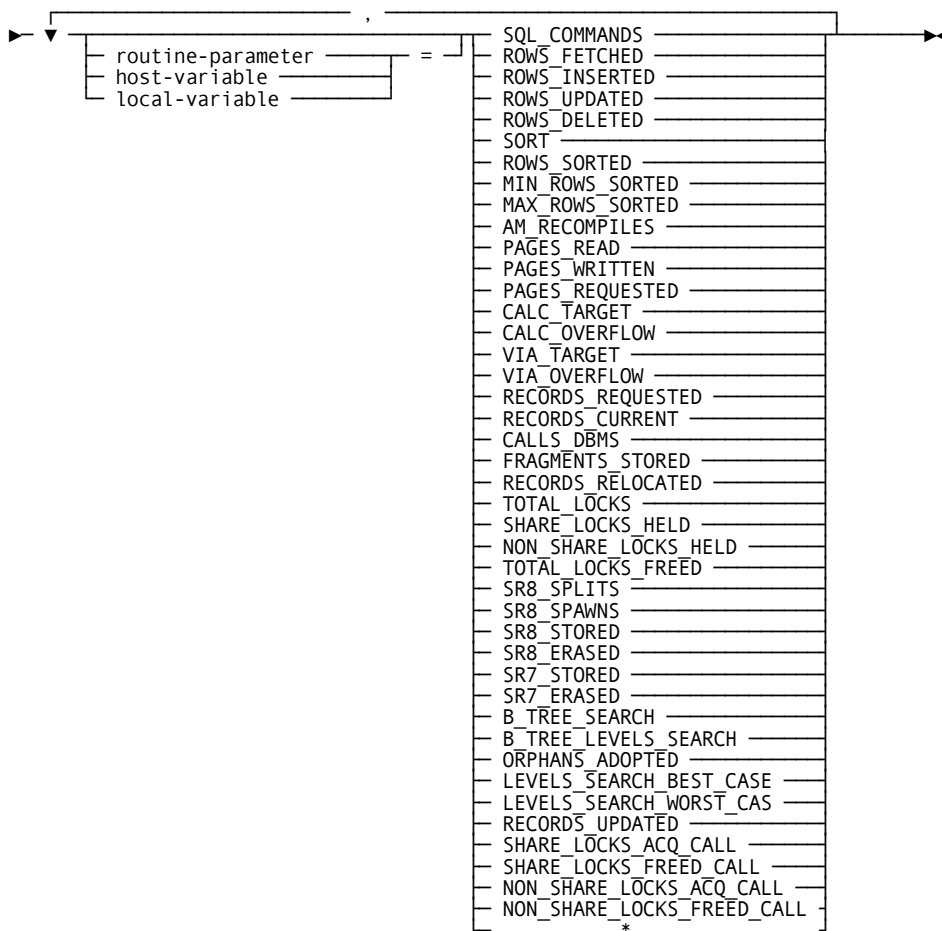 ,
SQL_COMMANDS
routine-parameter = ROWS_FETCHED
host-variable ROWS_INSERTED
local-variable ROWS_UPDATED
ROWS_DELETED
SORT
ROWS_SORTED
MIN_ROWS_SORTED
MAX_ROWS_SORTED
AM_RECOMPILES
PAGES_READ
PAGES_WRITTEN
PAGES_REQUESTED
CALC_TARGET
CALC_OVERFLOW
VIA_TARGET
VIA_OVERFLOW
RECORDS_REQUESTED
RECORDS_CURRENT
CALLS_DBMS
FRAGMENTS_STORED
RECORDS_RELOCATED
TOTAL_LOCKS
SHARE_LOCKS_HELD
NON_SHARE_LOCKS_HELD
TOTAL_LOCKS_FREED
SR8_SPLITS
SR8_SPAWNS
SR8_STORED
SR8_ERASED
SR7_STORED
SR7_ERASED
B_TREE_SEARCH
B_TREE_LEVELS_SEARCH
ORPHANS_ADOPTED
LEVELS_SEARCH_BEST_CASE
LEVELS_SEARCH_WORST_CAS
RECORDS_UPDATED
SHARE_LOCKS_ACQ_CALL
SHARE_LOCKS_FREED_CALL
NON_SHARE_LOCKS_ACQ_CALL
NON_SHARE_LOCKS_FREED_CALL
*